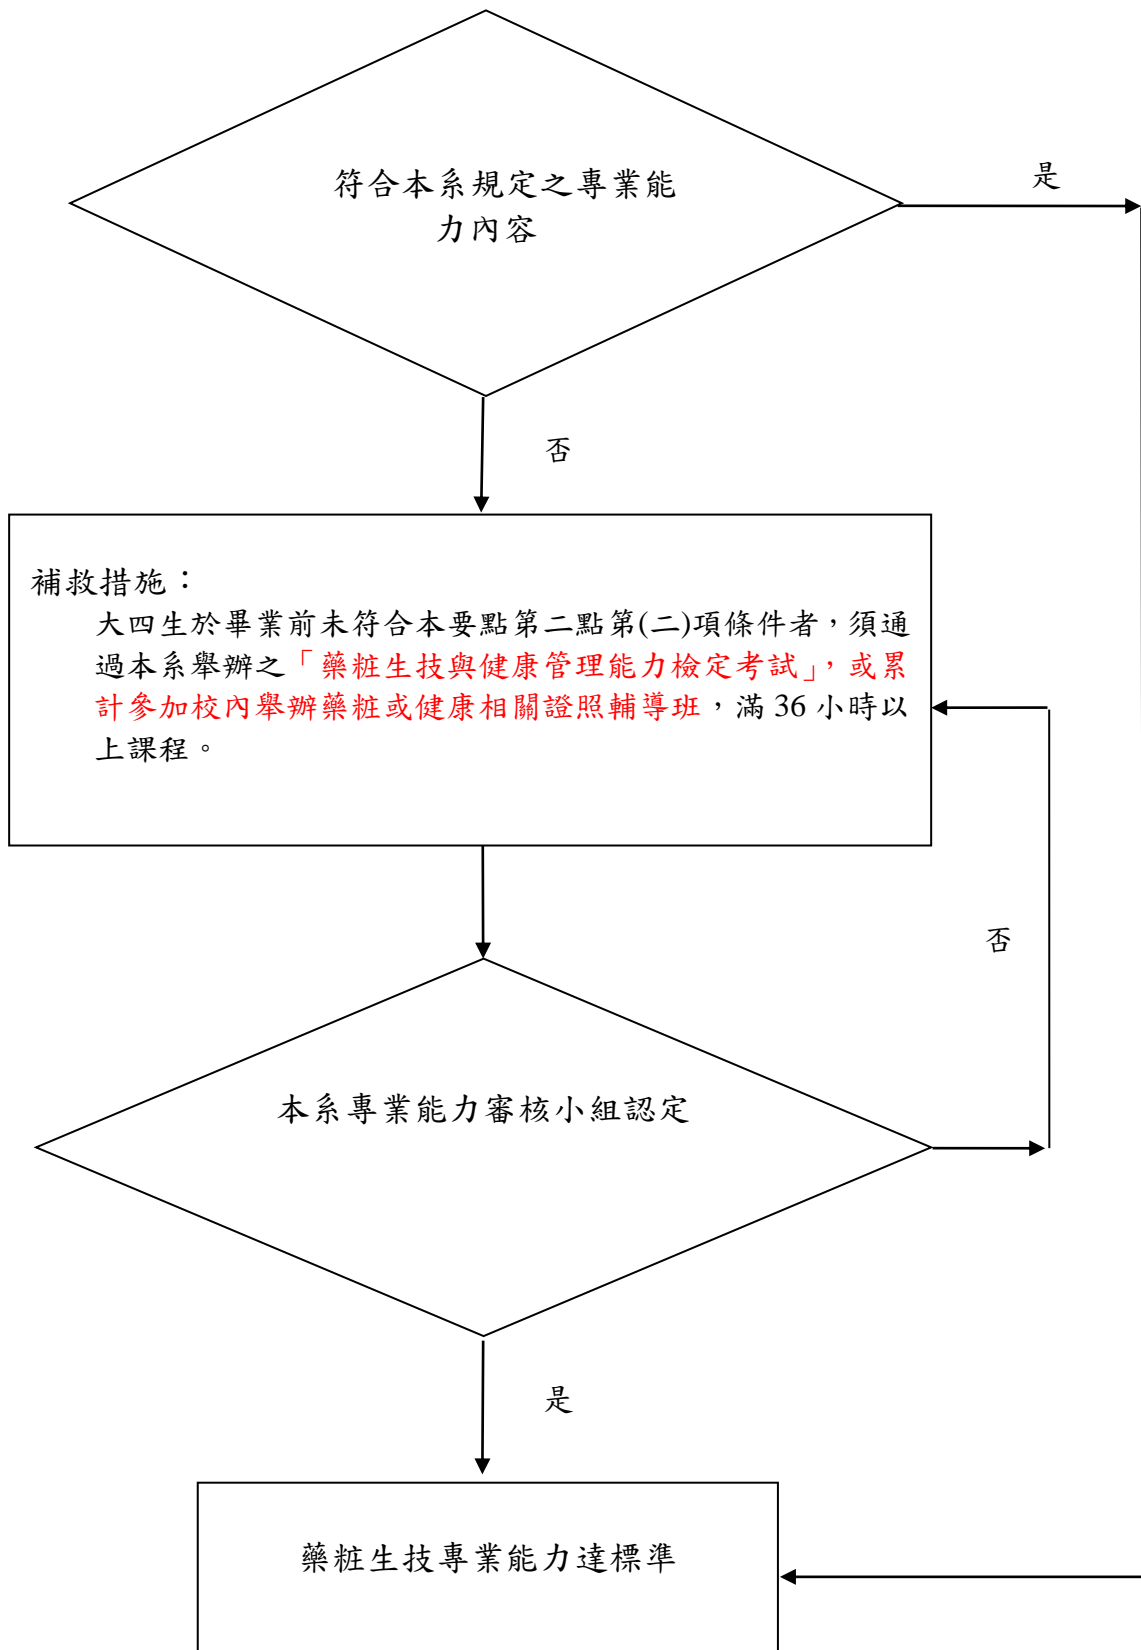 符合本系規定之專業能
力內容
是
否
補救措施：
大四生於畢業前未符合本要點第二點第(二)項條件者，須通
過本系舉辦之「藥粧生技與健康管理能力檢定考試」，或累
計參加校內舉辦藥粧或健康相關證照輔導班，滿 36 小時以
上課程。
否
本系專業能力審核小組認定
是
藥粧生技專業能力達標準